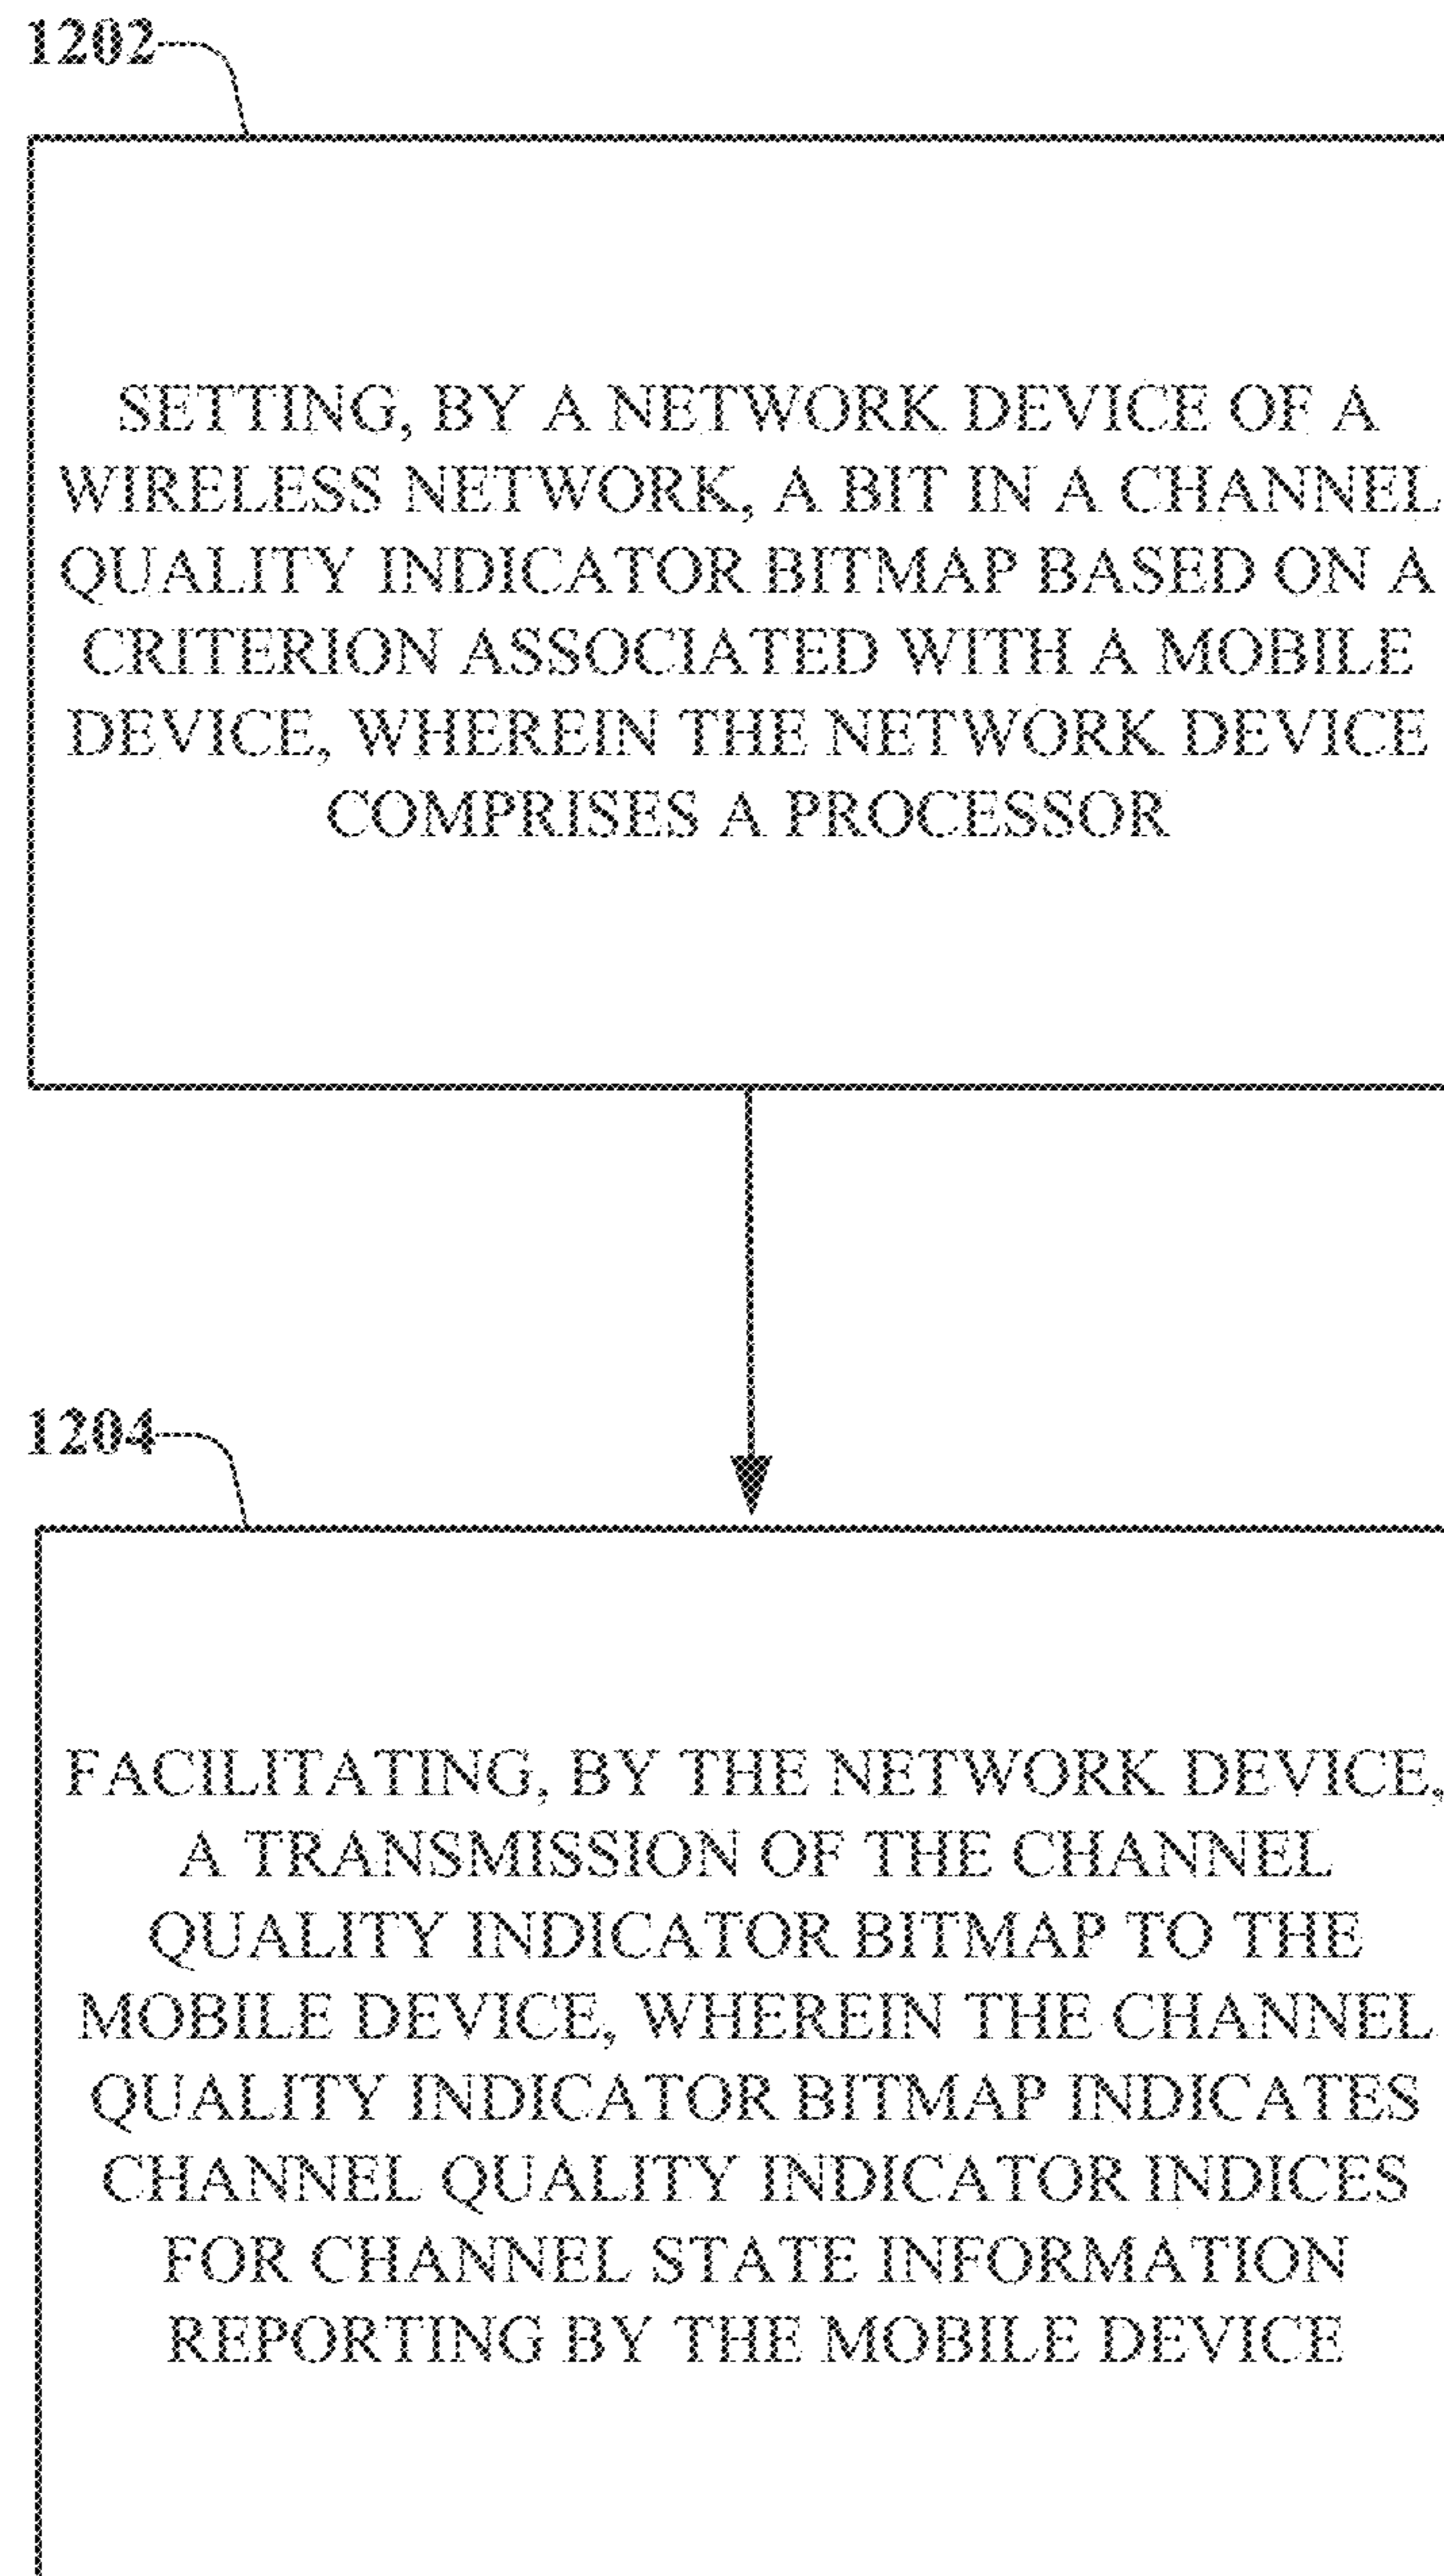 1202
SETTING, BY A NETWORK DEVICE OF A
WIRELESS NETWORK, A BIT IN A CHANNEL
QUALITY INDICATOR BITMAP BASED ON A
CRITERION ASSOCIATED WITH A MOBILE
DEVICE, WHEREIN THE NETWORK DEVICE
COMPRISES A PROCESSOR
1204
FACILITATING, BY THE NETWORK DEVICE,
A TRANSMISSION OF THE CHANNEL
QUALITY INDICATOR BITMAP TO THE
MOBILE DEVICE, WHEREIN THE CHANNEL
QUALITY INDICATOR BITMAP INDICATES
CHANNEL QUALITY INDICATOR INDICES
FOR CHANNEL STATE INFORMATION
REPORTING BY THE MOBILE DEVICE